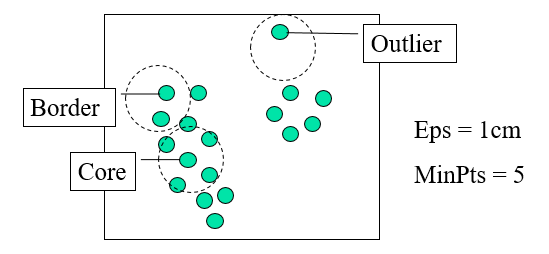 Outlier
Border
Eps = 1cm
Core
MinPts = 5